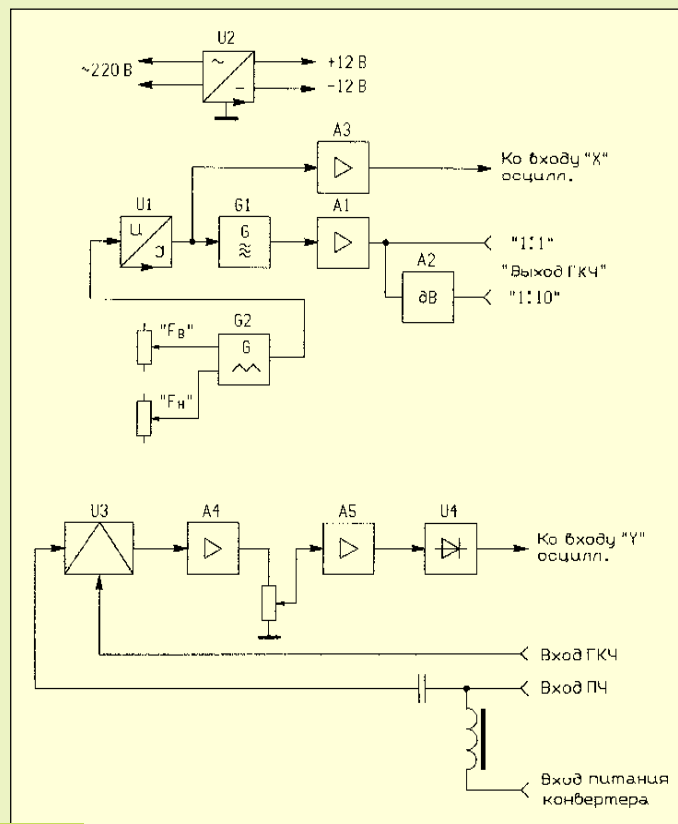 U2
~220 В
+12 В
–12 В
A3
Ко входу "X"
осцилл.
U1
G1
A1
U
G
"1:1"
A2
"Выход ГКЧ"
дB
"1:10"
"Fв"
G2
G
"Fн"
U3
A4
A5
U4
Ко входу "Y"
осцилл.
Вход ГКЧ
Вход ПЧ
Вход питания
конвертера